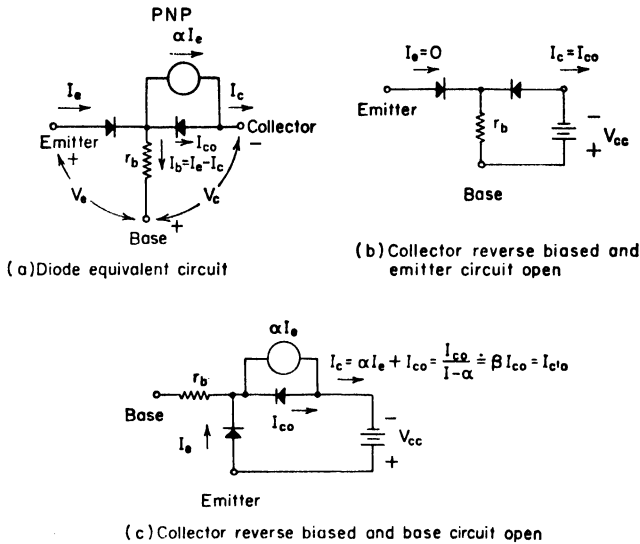 PNP
αIe
Ie
Ic
Emitter
Collector
+
−
Ico
rb
Ib=Ie−Ic
Ve
Vc
Base
+
(a) Diode equivalent circuit
Ie=0
Ic=Ico
Emitter
rb
−
Vcc
+
Base
(b) Collector reverse biased and
emitter circuit open
αIe
Ic = αIe + Ico = Ico/I−α ≐ βIco = Ic'o
rb
Base
Ico
Ie
−
Vcc
+
Emitter
(c) Collector reverse biased and base circuit open